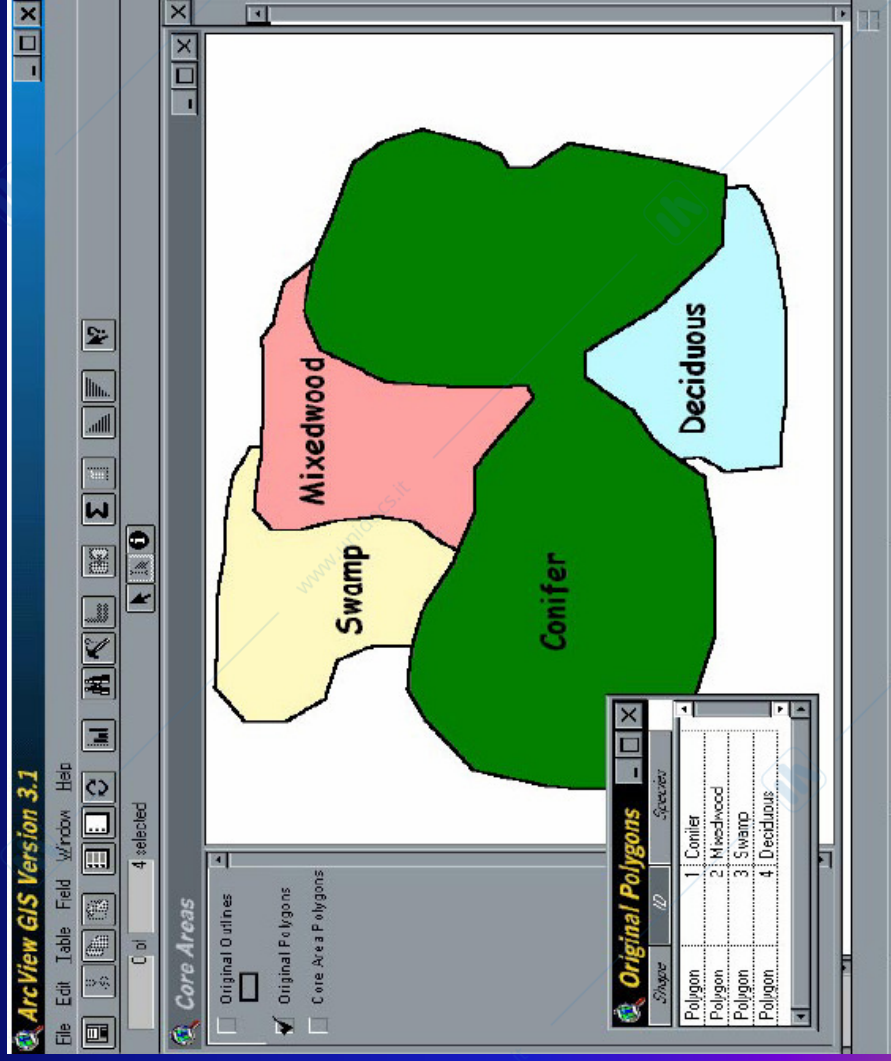 ArcView GIS Version 3.1
File Edit Table Field Window Help
0 of 4 selected
Core Areas
Original Outlines
Original Polygons
Core Area Polygons
Swamp
Mixedwood
Conifer
Deciduous
Original Polygons
Shape ID Species
Polygon 1 Conifer
Polygon 2 Mixedwood
Polygon 3 Swamp
Polygon 4 Deciduous